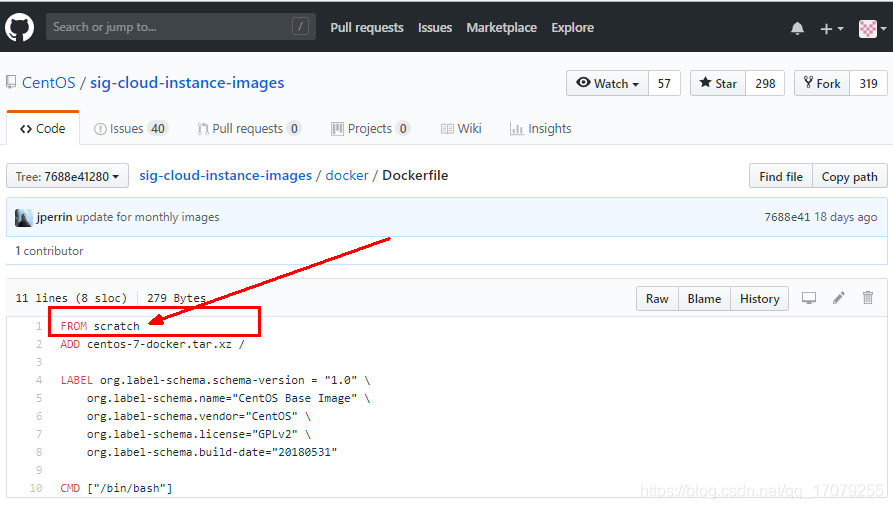 Search or jump to... / Pull requests Issues Marketplace Explore
CentOS / sig-cloud-instance-images Watch 57 Star 298 Fork 319
Code Issues 40 Pull requests 0 Projects 0 Wiki Insights
Tree: 7688e41280 sig-cloud-instance-images / docker / Dockerfile Find file Copy path
jperrin update for monthly images 7688e41 18 days ago
1 contributor
11 lines (8 sloc) 279 Bytes Raw Blame History
1 FROM scratch
2 ADD centos-7-docker.tar.xz /
3
4 LABEL org.label-schema.schema-version = "1.0" \
5 org.label-schema.name="CentOS Base Image" \
6 org.label-schema.vendor="CentOS" \
7 org.label-schema.license="GPLv2" \
8 org.label-schema.build-date="20180531"
9
10 CMD ["/bin/bash"]
https://blog.csdn.net/qq_17079255